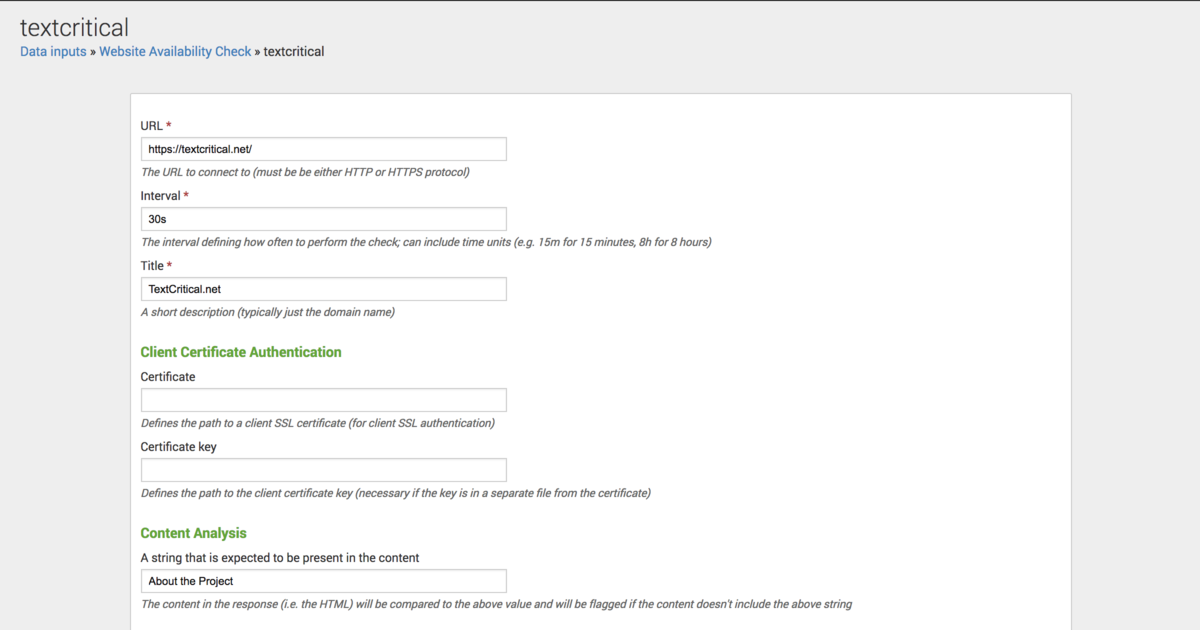 textcritical
Data inputs » Website Availability Check » textcritical
URL *
https://textcritical.net/
The URL to connect to (must be be either HTTP or HTTPS protocol)
Interval *
30s
The interval defining how often to perform the check; can include time units (e.g. 15m for 15 minutes, 8h for 8 hours)
Title *
TextCritical.net
A short description (typically just the domain name)
Client Certificate Authentication
Certificate
Defines the path to a client SSL certificate (for client SSL authentication)
Certificate key
Defines the path to the client certificate key (necessary if the key is in a separate file from the certificate)
Content Analysis
A string that is expected to be present in the content
About the Project
The content in the response (i.e. the HTML) will be compared to the above value and will be flagged if the content doesn't include the above string